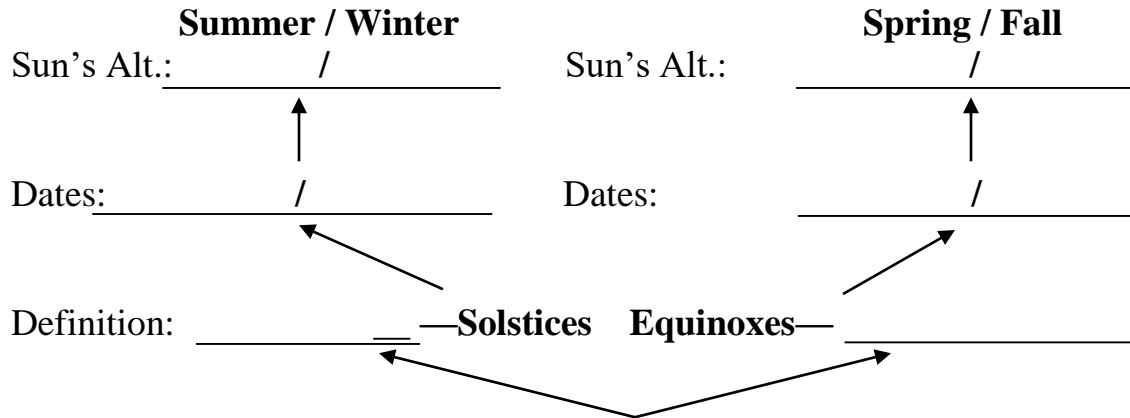 Summer / Winter Spring / Fall
Sun's Alt.: / Sun's Alt.: /
Dates: / Dates: /
Definition: —Solstices Equinoxes—